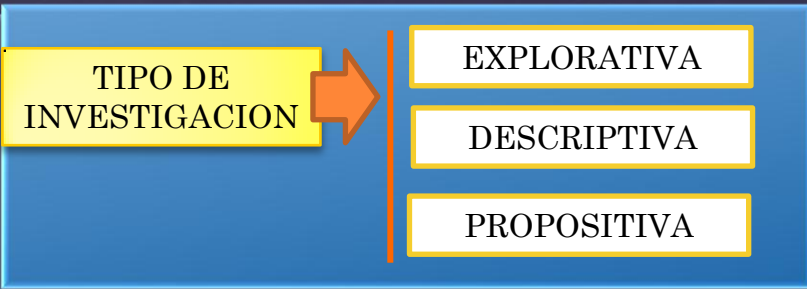 TIPO DE
INVESTIGACION
EXPLORATIVA
DESCRIPTIVA
PROPOSITIVA